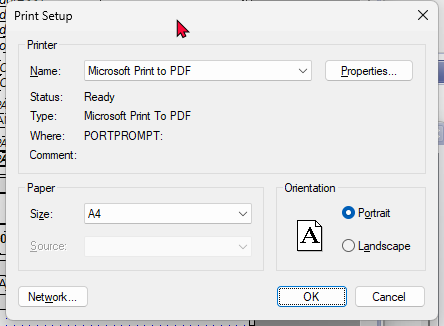 Print Setup
Printer
Name: Microsoft Print to PDF Properties...
Status: Ready
Type: Microsoft Print To PDF
Where: PORTPROMPT:
Comment:
Paper Orientation
Size: A4 Portrait
Source: A Landscape
Network... OK Cancel